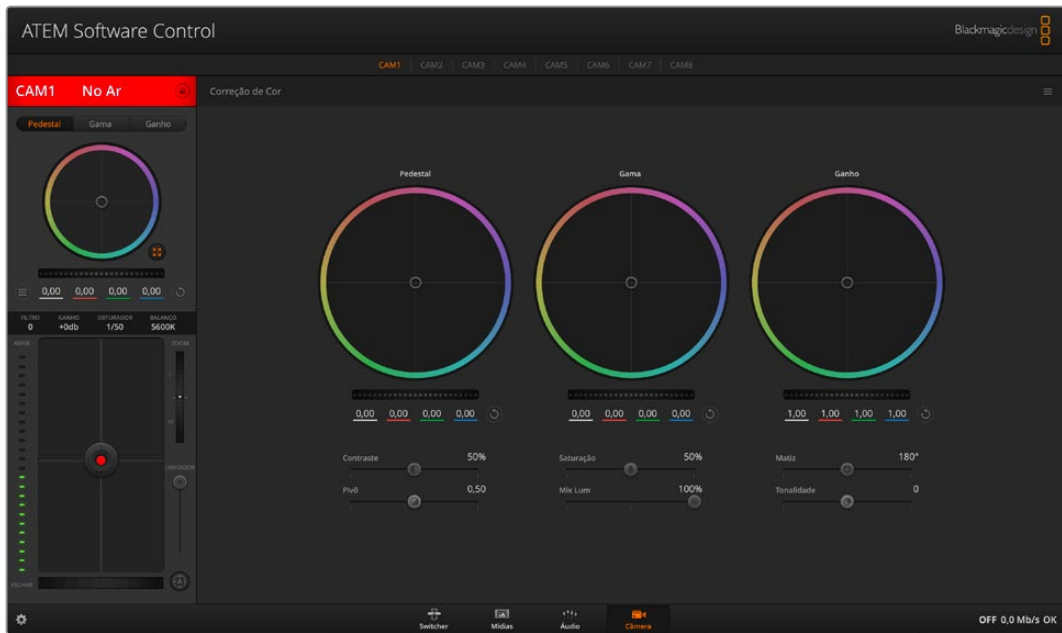 ATEM Software Control
Blackmagicdesign
CAM1 CAM2 CAM3 CAM4 CAM5 CAM6 CAM7 CAM8
CAM1 No Ar
Correção de Cor
Pedestal Gama Ganho
Pedestal Gama Ganho
0,00 0,00 0,00 0,00
FILTRO GANHO OBTURADOR BALANÇO
0 +0db 1/50 5600K
ABRIR ZOOM
T
W
LIMITADOR
FECHAR
0,00 0,00 0,00 0,00
0,00 0,00 0,00 0,00
1,00 1,00 1,00 1,00
Contraste 50%
Saturação 50%
Matiz 180°
Pivô 0,50
Mix Lum 100%
Tonalidade 0
Switcher Mídias Áudio Câmera
OFF 0,0 Mb/s OK